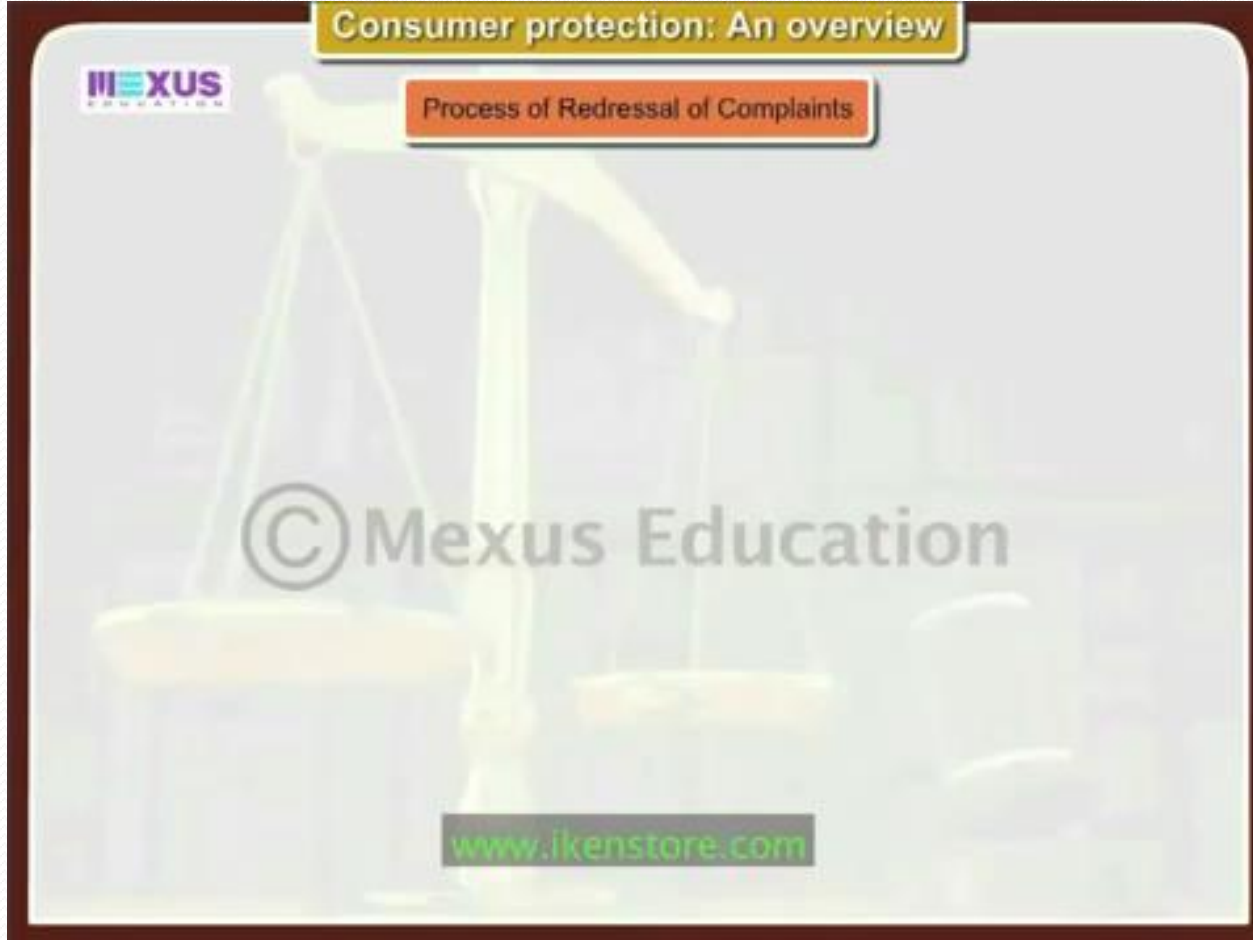 Consumer protection: An overview
MEXUS
EDUCATION
Process of Redressal of Complaints
© Mexus Education
www.ikenstore.com